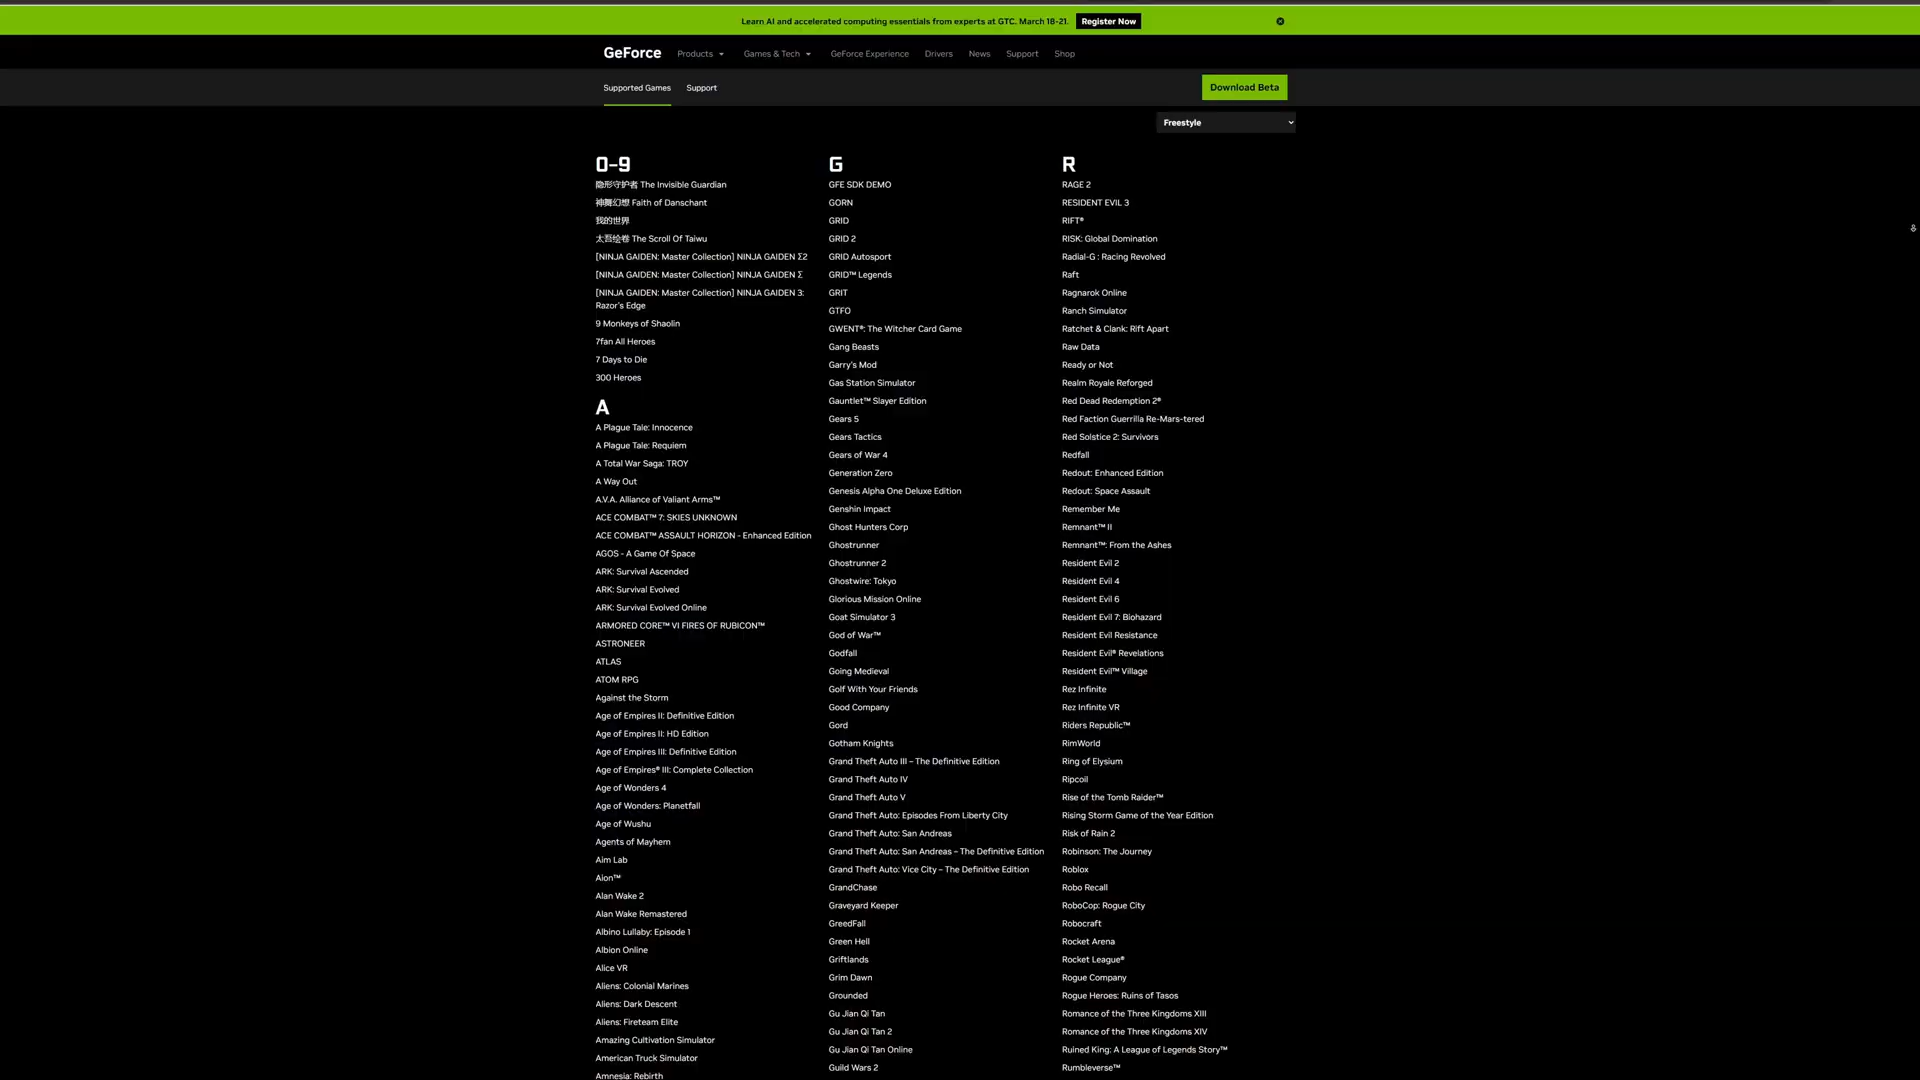 Learn AI and accelerated computing essentials from experts at GTC. March 18-21. Register Now
GeForce Products Games & Tech GeForce Experience Drivers News Support Shop
Supported Games Support Download Beta
Freestyle
0-9
隐形守护者 The Invisible Guardian
神舞幻想 Faith of Danschant
我的世界
太吾绘卷 The Scroll Of Taiwu
[NINJA GAIDEN: Master Collection] NINJA GAIDEN Σ2
[NINJA GAIDEN: Master Collection] NINJA GAIDEN Σ
[NINJA GAIDEN: Master Collection] NINJA GAIDEN 3:
Razor's Edge
9 Monkeys of Shaolin
7fan All Heroes
7 Days to Die
300 Heroes
A
A Plague Tale: Innocence
A Plague Tale: Requiem
A Total War Saga: TROY
A Way Out
A.V.A. Alliance of Valiant Arms™
ACE COMBAT™ 7: SKIES UNKNOWN
ACE COMBAT™ ASSAULT HORIZON - Enhanced Edition
AGOS - A Game Of Space
ARK: Survival Ascended
ARK: Survival Evolved
ARK: Survival Evolved Online
ARMORED CORE™ VI FIRES OF RUBICON™
ASTRONEER
ATLAS
ATOM RPG
Against the Storm
Age of Empires II: Definitive Edition
Age of Empires II: HD Edition
Age of Empires III: Definitive Edition
Age of Empires® III: Complete Collection
Age of Wonders 4
Age of Wonders: Planetfall
Age of Wushu
Agents of Mayhem
Aim Lab
Aion™
Alan Wake 2
Alan Wake Remastered
Albino Lullaby: Episode 1
Albion Online
Alice VR
Aliens: Colonial Marines
Aliens: Dark Descent
Aliens: Fireteam Elite
Amazing Cultivation Simulator
American Truck Simulator
Amnesia: Rebirth
G
GFE SDK DEMO
GORN
GRID
GRID 2
GRID Autosport
GRID™ Legends
GRIT
GTFO
GWENT®: The Witcher Card Game
Gang Beasts
Garry's Mod
Gas Station Simulator
Gauntlet™ Slayer Edition
Gears 5
Gears Tactics
Gears of War 4
Generation Zero
Genesis Alpha One Deluxe Edition
Genshin Impact
Ghost Hunters Corp
Ghostrunner
Ghostrunner 2
Ghostwire: Tokyo
Glorious Mission Online
Goat Simulator 3
God of War™
Godfall
Going Medieval
Golf With Your Friends
Good Company
Gord
Gotham Knights
Grand Theft Auto III – The Definitive Edition
Grand Theft Auto IV
Grand Theft Auto V
Grand Theft Auto: Episodes From Liberty City
Grand Theft Auto: San Andreas
Grand Theft Auto: San Andreas – The Definitive Edition
Grand Theft Auto: Vice City – The Definitive Edition
GrandChase
Graveyard Keeper
GreedFall
Green Hell
Griftlands
Grim Dawn
Grounded
Gu Jian Qi Tan
Gu Jian Qi Tan 2
Gu Jian Qi Tan Online
Guild Wars 2
R
RAGE 2
RESIDENT EVIL 3
RIFT®
RISK: Global Domination
Radial-G : Racing Revolved
Raft
Ragnarok Online
Ranch Simulator
Ratchet & Clank: Rift Apart
Raw Data
Ready or Not
Realm Royale Reforged
Red Dead Redemption 2®
Red Faction Guerrilla Re-Mars-tered
Red Solstice 2: Survivors
Redfall
Redout: Enhanced Edition
Redout: Space Assault
Remember Me
Remnant™ II
Remnant™: From the Ashes
Resident Evil 2
Resident Evil 4
Resident Evil 6
Resident Evil 7: Biohazard
Resident Evil Resistance
Resident Evil® Revelations
Resident Evil™ Village
Rez Infinite
Rez Infinite VR
Riders Republic™
RimWorld
Ring of Elysium
Ripcoil
Rise of the Tomb Raider™
Rising Storm Game of the Year Edition
Risk of Rain 2
Robinson: The Journey
Roblox
Robo Recall
RoboCop: Rogue City
Robocraft
Rocket Arena
Rocket League®
Rogue Company
Rogue Heroes: Ruins of Tasos
Romance of the Three Kingdoms XIII
Romance of the Three Kingdoms XIV
Ruined King: A League of Legends Story™
Rumbleverse™